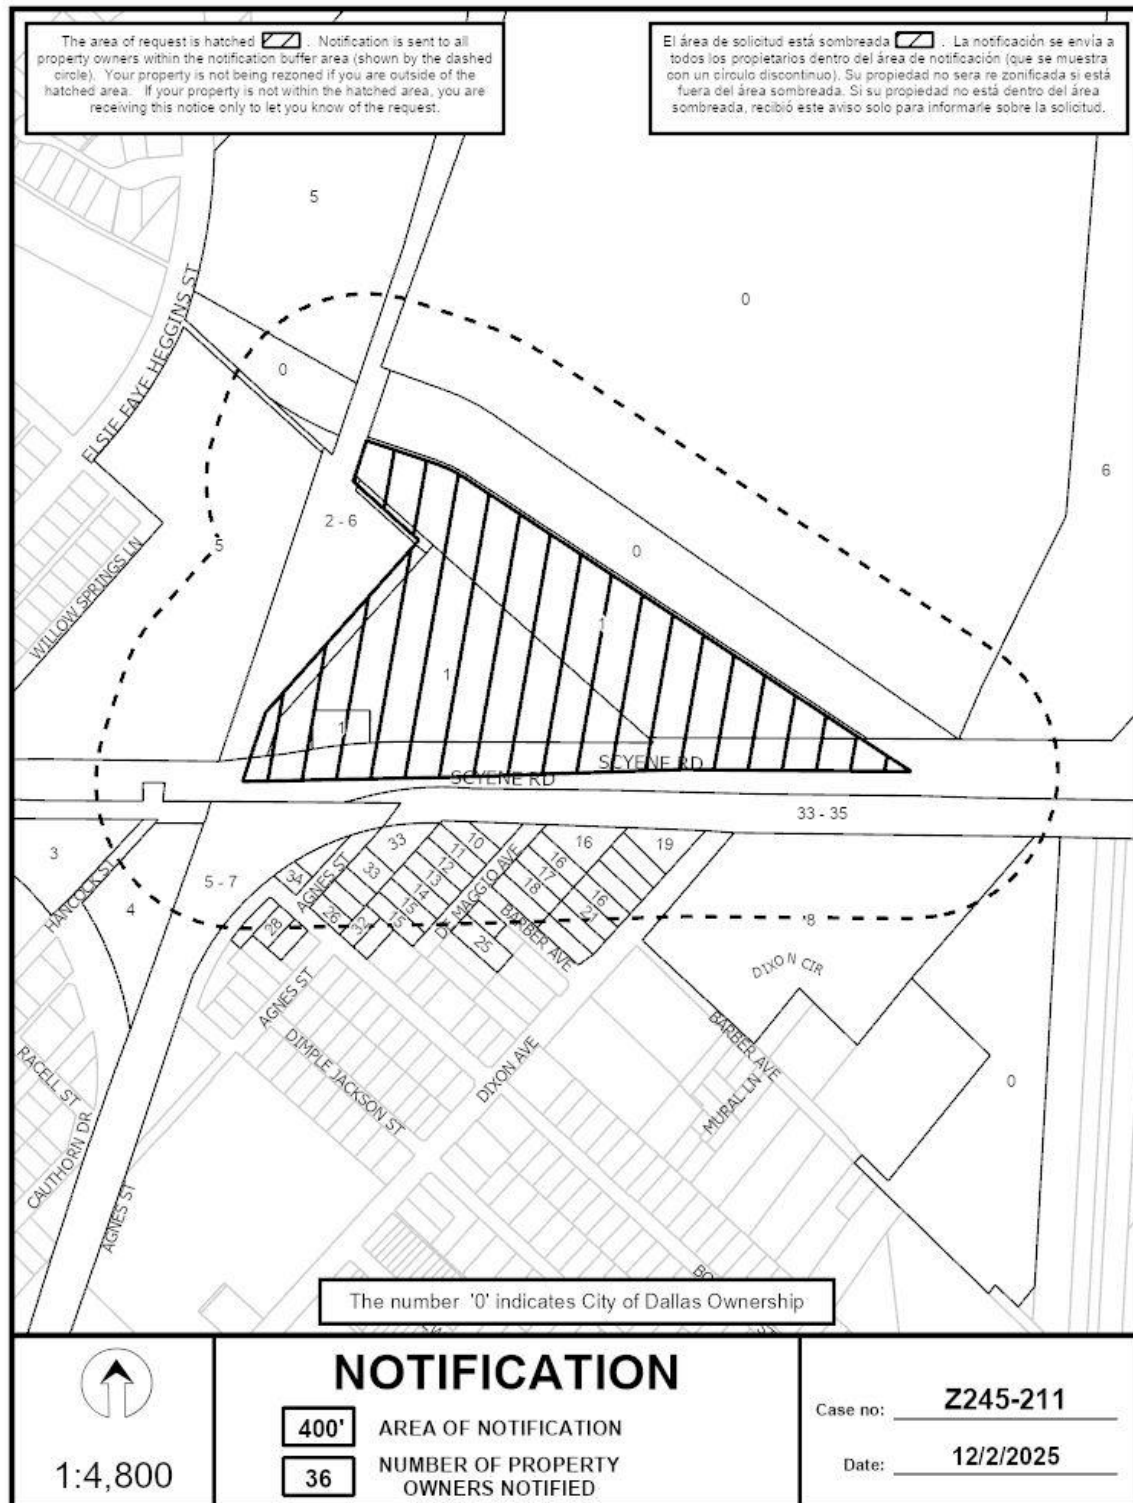 The area of request is hatched . Notification is sent to all
property owners within the notification buffer area (shown by the dashed
circle). Your property is not being rezoned if you are outside of the
hatched area. If your property is not within the hatched area, you are
receiving this notice only to let you know of the request.
El área de solicitud está sombreada . La notificación se envía a
todos los propietarios dentro del área de notificación (que se muestra
con un círculo discontinuo). Su propiedad no sera re zonificada si está
fuera del área sombreada. Si su propiedad no está dentro del área
sombreada, recibió este aviso solo para informarle sobre la solicitud.
5
0
ELSIE FAYE HEGGINS ST
0
6
2 - 6
5
0
WILLOW SPRINGS LN
1
1
1
SCYENE RD
SCYENE RD
33 - 35
3
HANCOCK ST
4
5 - 7
3A
AGNES ST
33
33
10
11
12
13
14
15
15
26
32
28
DE MAGGIO AVE
16
16
17
18
19
16
21
BARBER AVE
25
8
DIXON CIR
AGNES ST
DIMPLE JACKSON ST
DIXON AVE
BARBER AVE
MURAL LN
0
RACELL ST
CAUTHORN DR
AGNES ST
The number '0' indicates City of Dallas Ownership
1:4,800
NOTIFICATION
400' AREA OF NOTIFICATION
36 NUMBER OF PROPERTY
OWNERS NOTIFIED
Case no: Z245-211
Date: 12/2/2025